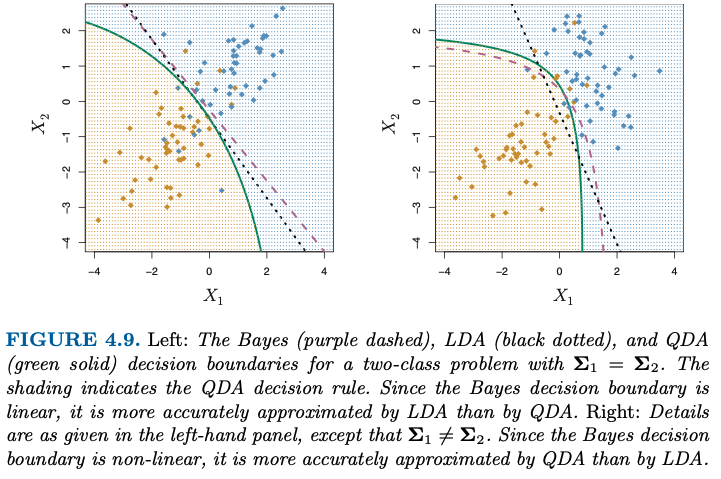 2
1
0
−1
−2
−3
−4
X₂
−4
−2
0
2
4
X₁
2
1
0
−1
−2
−3
−4
X₂
−4
−2
0
2
4
X₁
FIGURE 4.9. Left: The Bayes (purple dashed), LDA (black dotted), and QDA
(green solid) decision boundaries for a two-class problem with Σ₁ = Σ₂. The
shading indicates the QDA decision rule. Since the Bayes decision boundary is
linear, it is more accurately approximated by LDA than by QDA. Right: Details
are as given in the left-hand panel, except that Σ₁ ≠ Σ₂. Since the Bayes decision
boundary is non-linear, it is more accurately approximated by QDA than by LDA.